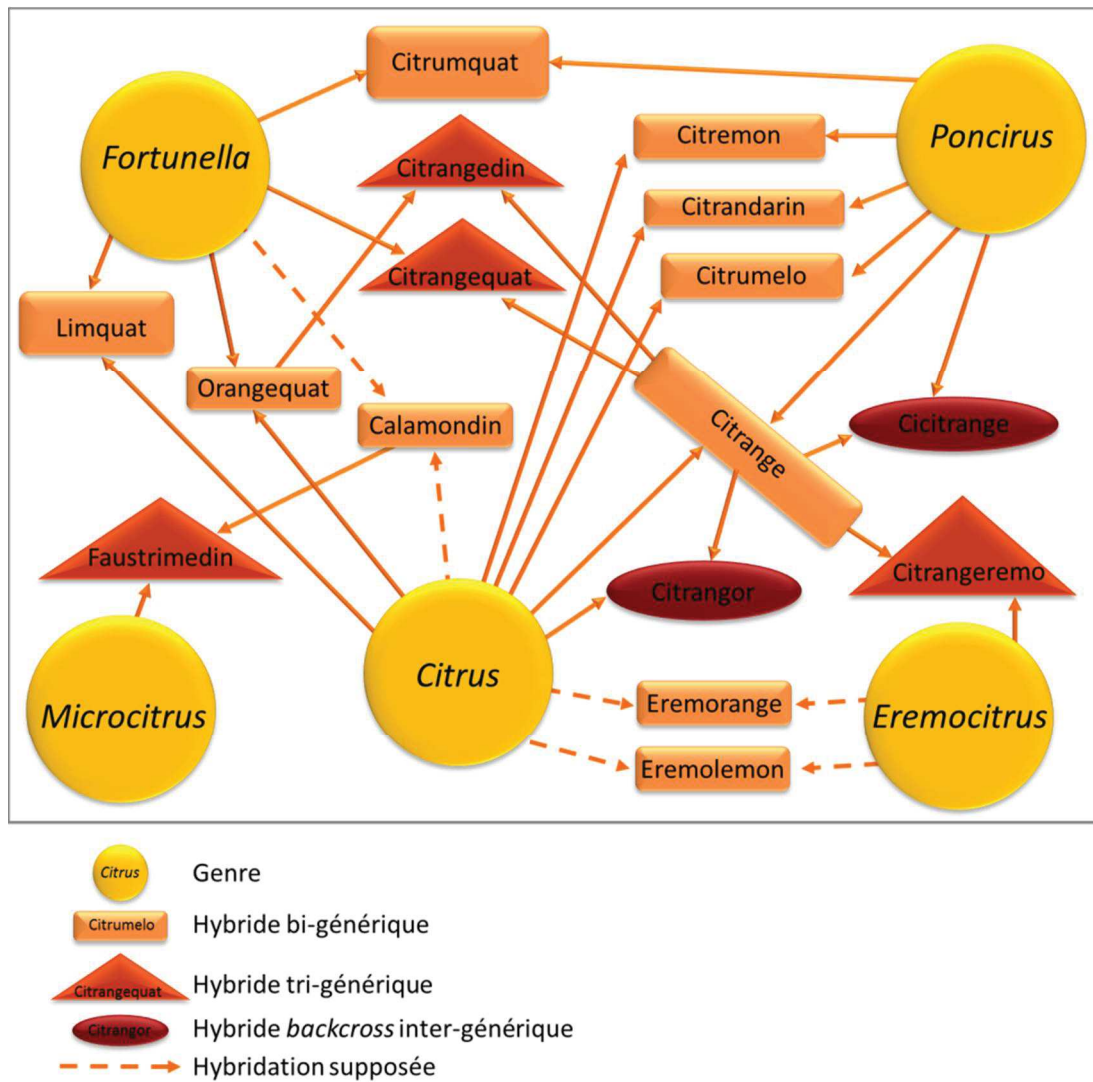 Citrumquat
Fortunella
Poncirus
Citremon
Citrangedin
Citrandarin
Citrangequat
Citrumelo
Limquat
Orangequat
Calamondin
Citrange
Cicitrange
Faustrimedin
Citrangeremo
Citrangor
Microcitrus
Citrus
Eremorange
Eremocitrus
Eremolemon
Citrus Genre
Citrumelo Hybride bi-générique
Citrangequat Hybride tri-générique
Citrangor Hybride backcross inter-générique
Hybridation supposée